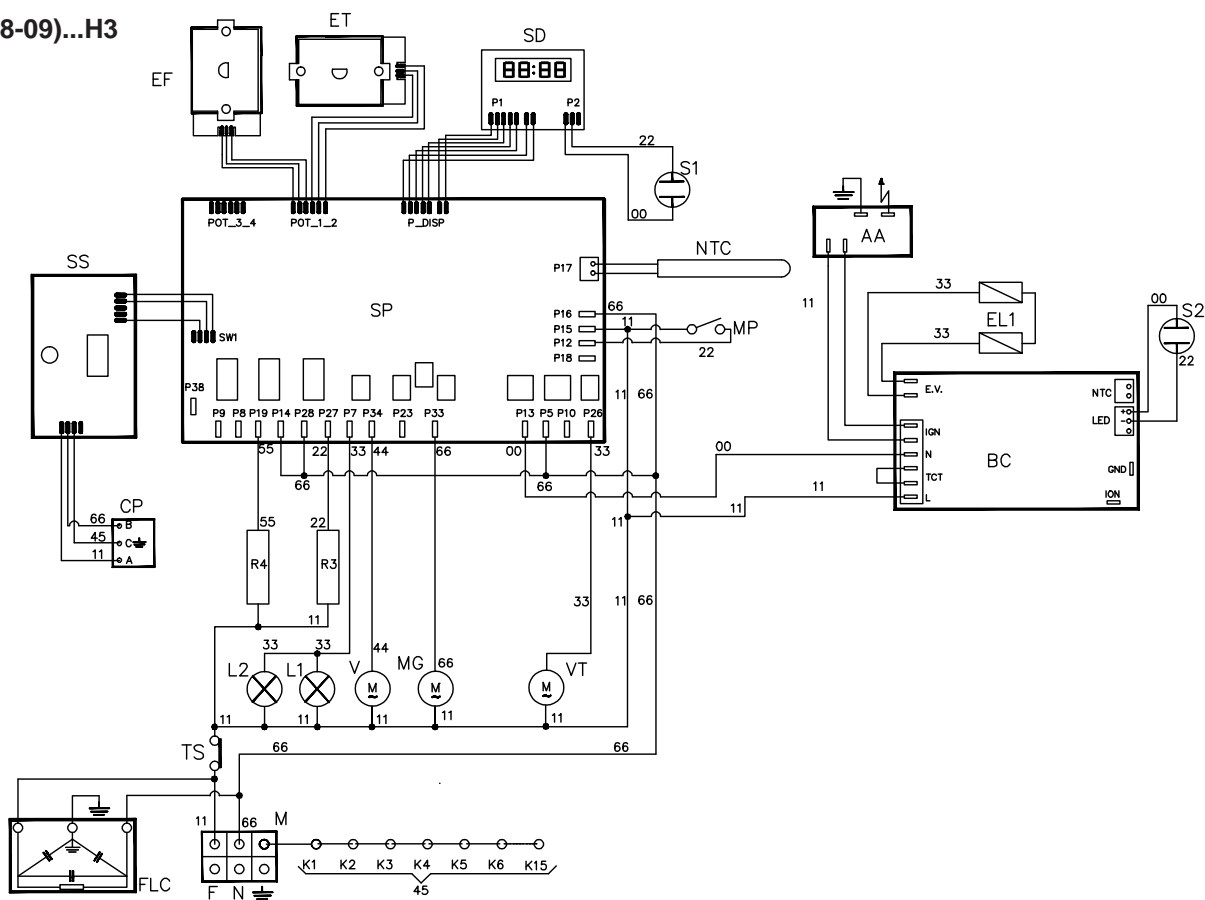 8-09)...H3
ET
SD
EF
88:88
P1
P2
22
S1
00
AA
POT_3_4
POT_1_2
P_DISP
SS
NTC
P17
SP
66
P16
11
P15
MP
P12
22
P18
SW1
11
33
EL1
33
00
S2
22
P38
11
66
E.V.
NTC
LED
+
-
P9
P8
P19
P14
P28
P27
P7
P34
P23
P33
P13
P5
P10
P26
IGN
N
TCT
L
BC
GND
ION
55
22
33
44
66
00
33
00
66
66
11
11
CP
66
B
45
C
11
A
55
22
11
R4
R3
33
11
66
11
33
33
44
L2
L1
V
MG
66
VT
M
M
M
11
11
11
11
11
TS
66
66
11
66
M
K1
K2
K3
K4
K5
K6
K15
45
FLC
F
N